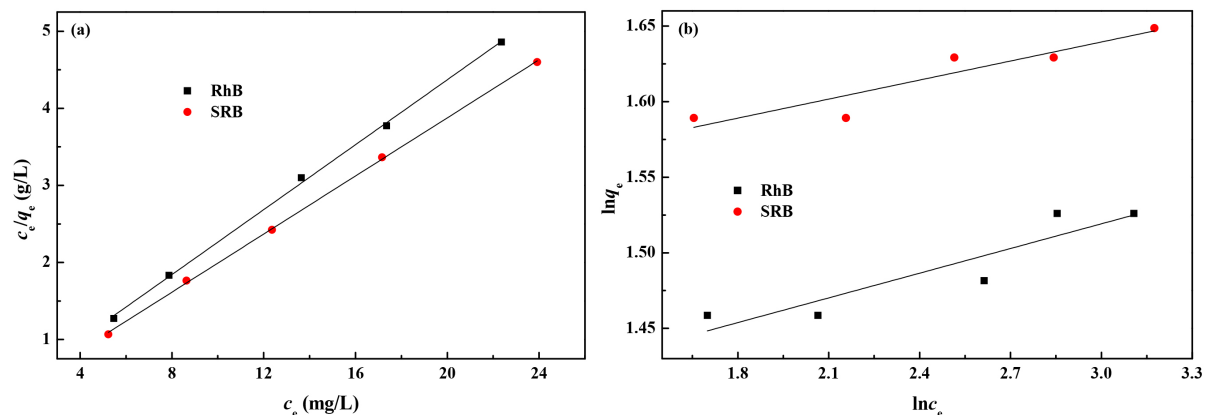 (a)
RhB
SRB
5
4
3
2
1
c_e/q_e (g/L)
4 8 12 16 20 24
c_e (mg/L)
(b)
1.65
1.60
1.55
1.50
1.45
lnq_e
RhB
SRB
1.8 2.1 2.4 2.7 3.0 3.3
lnc_e